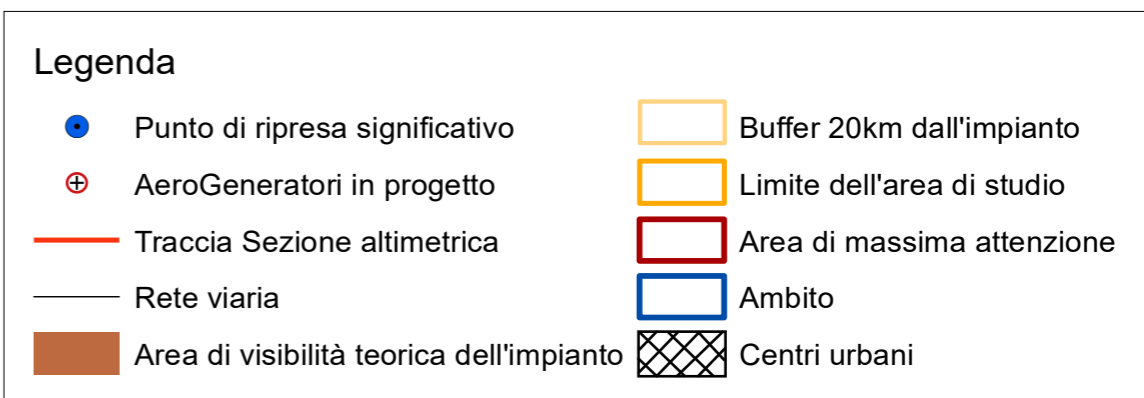 Legenda
Punto di ripresa significativo
AeroGeneratori in progetto
Traccia Sezione altimetrica
Rete viaria
Area di visibilità teorica dell'impianto
Buffer 20km dall'impianto
Limite dell'area di studio
Area di massima attenzione
Ambito
Centri urbani